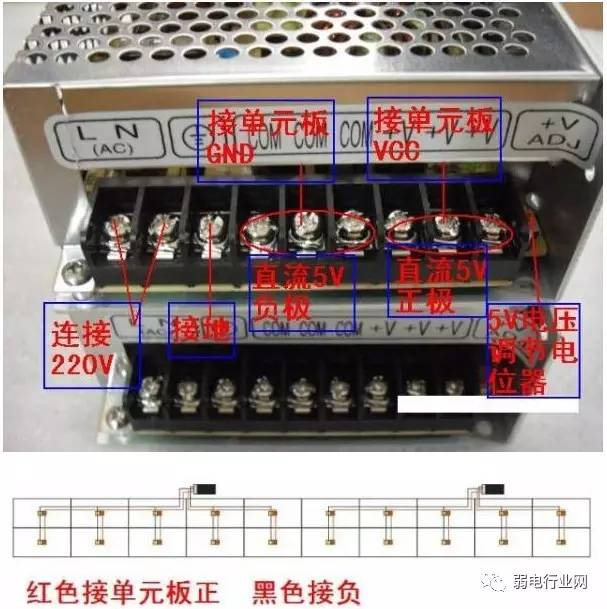 L N
(AC)
COM COM COM +V +V +V
+V
ADJ
接单元板
GND
接单元板
VCC
直流5V
负极
直流5V
正极
连接
220V
接地
5V电压
调节电
位器
N
(AC)
COM COM COM +V +V +V
红色接单元板正 黑色接负
弱电行业网